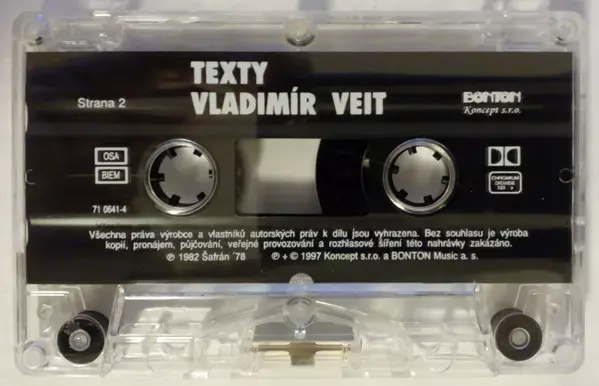 TEXTY
VLADIMÍR VEIT
Strana 2
BONTON
Koncept s.r.o.
OSA
BIEM
CHROMIUM
DIOXIDE
71 0641-4
Všechna práva výrobce a vlastníků autorských práv k dílu jsou vyhrazena. Bez souhlasu je výroba
kopií, pronájem, půjčování, veřejné provozování a rozhlasové šíření této nahrávky zakázáno.
℗ 1982 Šafrán ´78 ℗ + © 1997 Koncept s.r.o. a BONTON Music a. s.